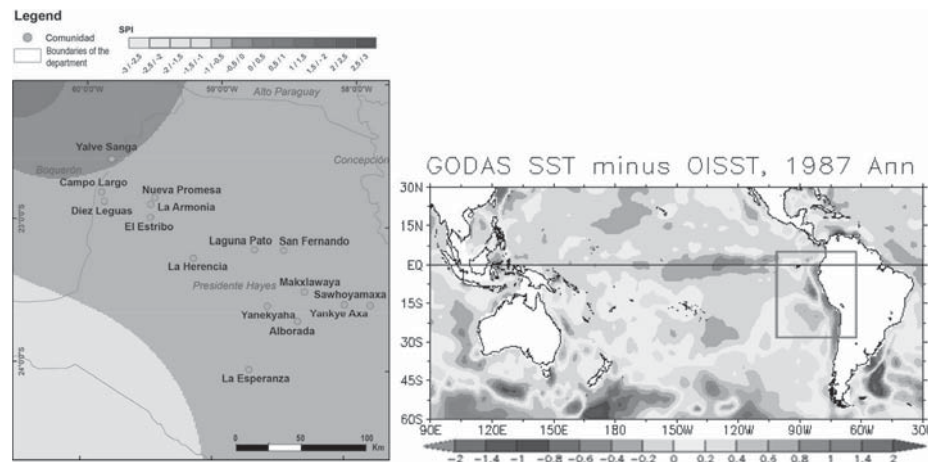 Legend
Comunidad
Boundaries of the
department
SPI
-3 / -2.5
-2.5 / -2
-2 / -1.5
-1.5 / -1
-1 / -0.5
-0.5 / 0
0 / 0.5
0.5 / 1
1 / 1.5
1.5 / 2
2 / 2.5
2.5 / 3
60°0'0"W
59°0'0"W
58°0'0"W
Alto Paraguay
Yalve Sanga
Concepción
Boquerón
Campo Largo
Nueva Promesa
Diez Leguas
La Armonia
El Estribo
23°0'0"S
Laguna Pato
San Fernando
La Herencia
Makxlawaya
Presidente Hayes
Sawhoyamaxa
Yanekyaha
Yankye Axa
Alborada
24°0'0"S
La Esperanza
0
50
100
Km
GODAS SST minus OISST, 1987 Ann
30N
15N
EQ
15S
30S
45S
60S
90E
120E
150E
180
150W
120W
90W
60W
30W
-2 -1.4 -1 -0.8 -0.6 -0.4 -0.2 0.2 0.4 0.6 0.8 1 1.4 2